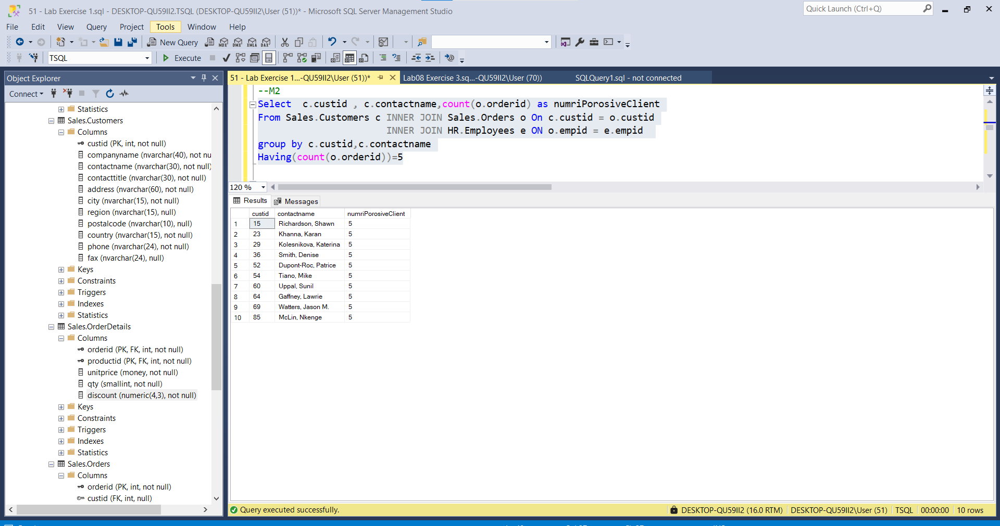 51 - Lab Exercise 1.sql - DESKTOP-QU59II2.TSQL (DESKTOP-QU59II2\User (51))* - Microsoft SQL Server Management Studio
Quick Launch (Ctrl+Q)
File Edit View Query Project Tools Window Help
New Query MDX DMX XMLA DAX
TSQL Execute
Object Explorer
51 - Lab Exercise 1...-QU59II2\User (51))* Lab08 Exercise 3.sq...-QU59II2\User (70)) SQLQuery1.sql - not connected
Connect
Statistics
Sales.Customers
Columns
custid (PK, int, not null)
companyname (nvarchar(40), not nu
contactname (nvarchar(30), not null)
contacttitle (nvarchar(30), not null)
address (nvarchar(60), not null)
city (nvarchar(15), not null)
region (nvarchar(15), null)
postalcode (nvarchar(10), not null)
country (nvarchar(15), not null)
phone (nvarchar(24), not null)
fax (nvarchar(24), null)
Keys
Constraints
Triggers
Indexes
Statistics
Sales.OrderDetails
Columns
orderid (PK, FK, int, not null)
productid (PK, FK, int, not null)
unitprice (money, not null)
qty (smallint, not null)
discount (numeric(4,3), not null)
Keys
Constraints
Triggers
Indexes
Statistics
Sales.Orders
Columns
orderid (PK, int, not null)
custid (FK, int, null)
--M2
Select c.custid , c.contactname,count(o.orderid) as numriPorosiveClient
From Sales.Customers c INNER JOIN Sales.Orders o On c.custid = o.custid
INNER JOIN HR.Employees e ON o.empid = e.empid
group by c.custid,c.contactname
Having(count(o.orderid))=5
120 %
Results Messages
custid contactname numriPorosiveClient
1 15 Richardson, Shawn 5
2 23 Khanna, Karan 5
3 29 Kolesnikova, Katerina 5
4 36 Smith, Denise 5
5 52 Dupont-Roc, Patrice 5
6 54 Tiano, Mike 5
7 60 Uppal, Sunil 5
8 64 Gaffney, Lawrie 5
9 69 Watters, Jason M. 5
10 85 McLin, Nkenge 5
Query executed successfully. DESKTOP-QU59II2 (16.0 RTM) DESKTOP-QU59II2\User (51) TSQL 00:00:00 10 rows